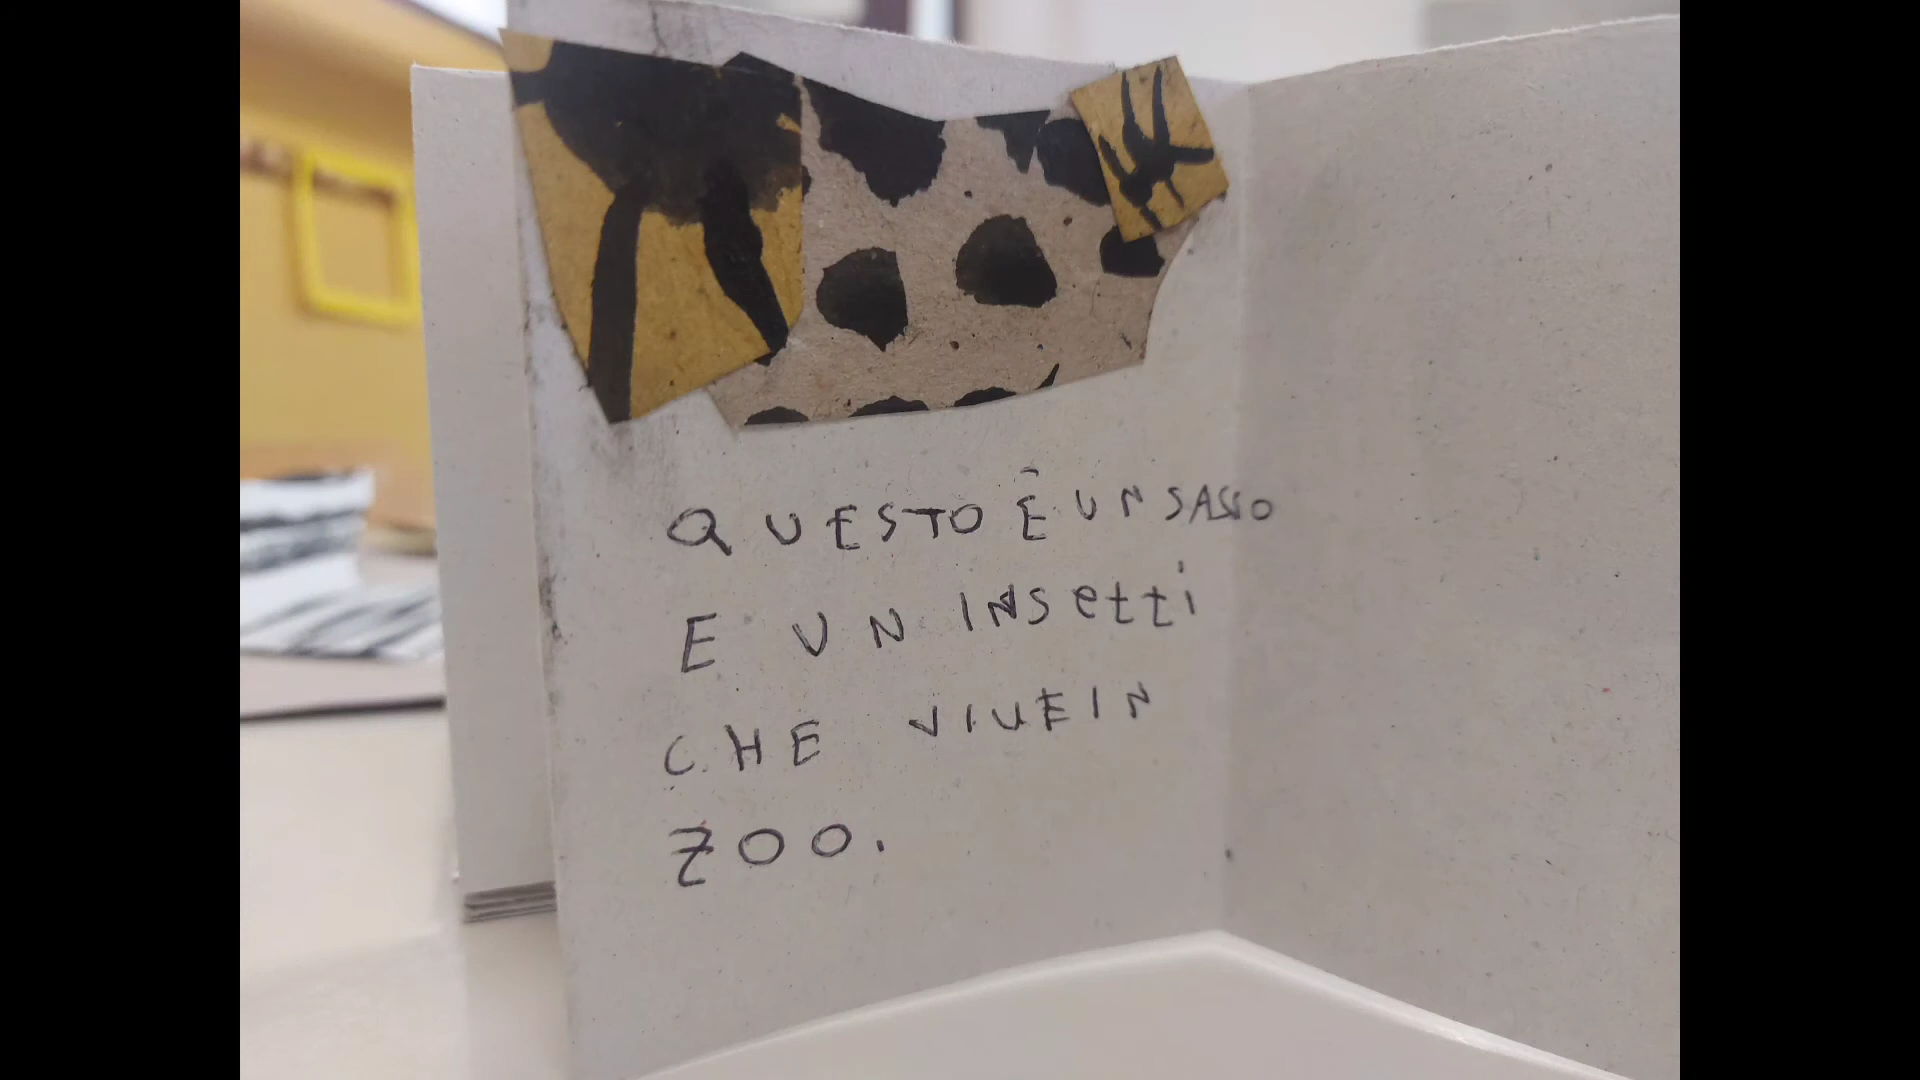 QUESTO È UN SASSO
E UN INSetti
CHE VIVE IN
ZOO.